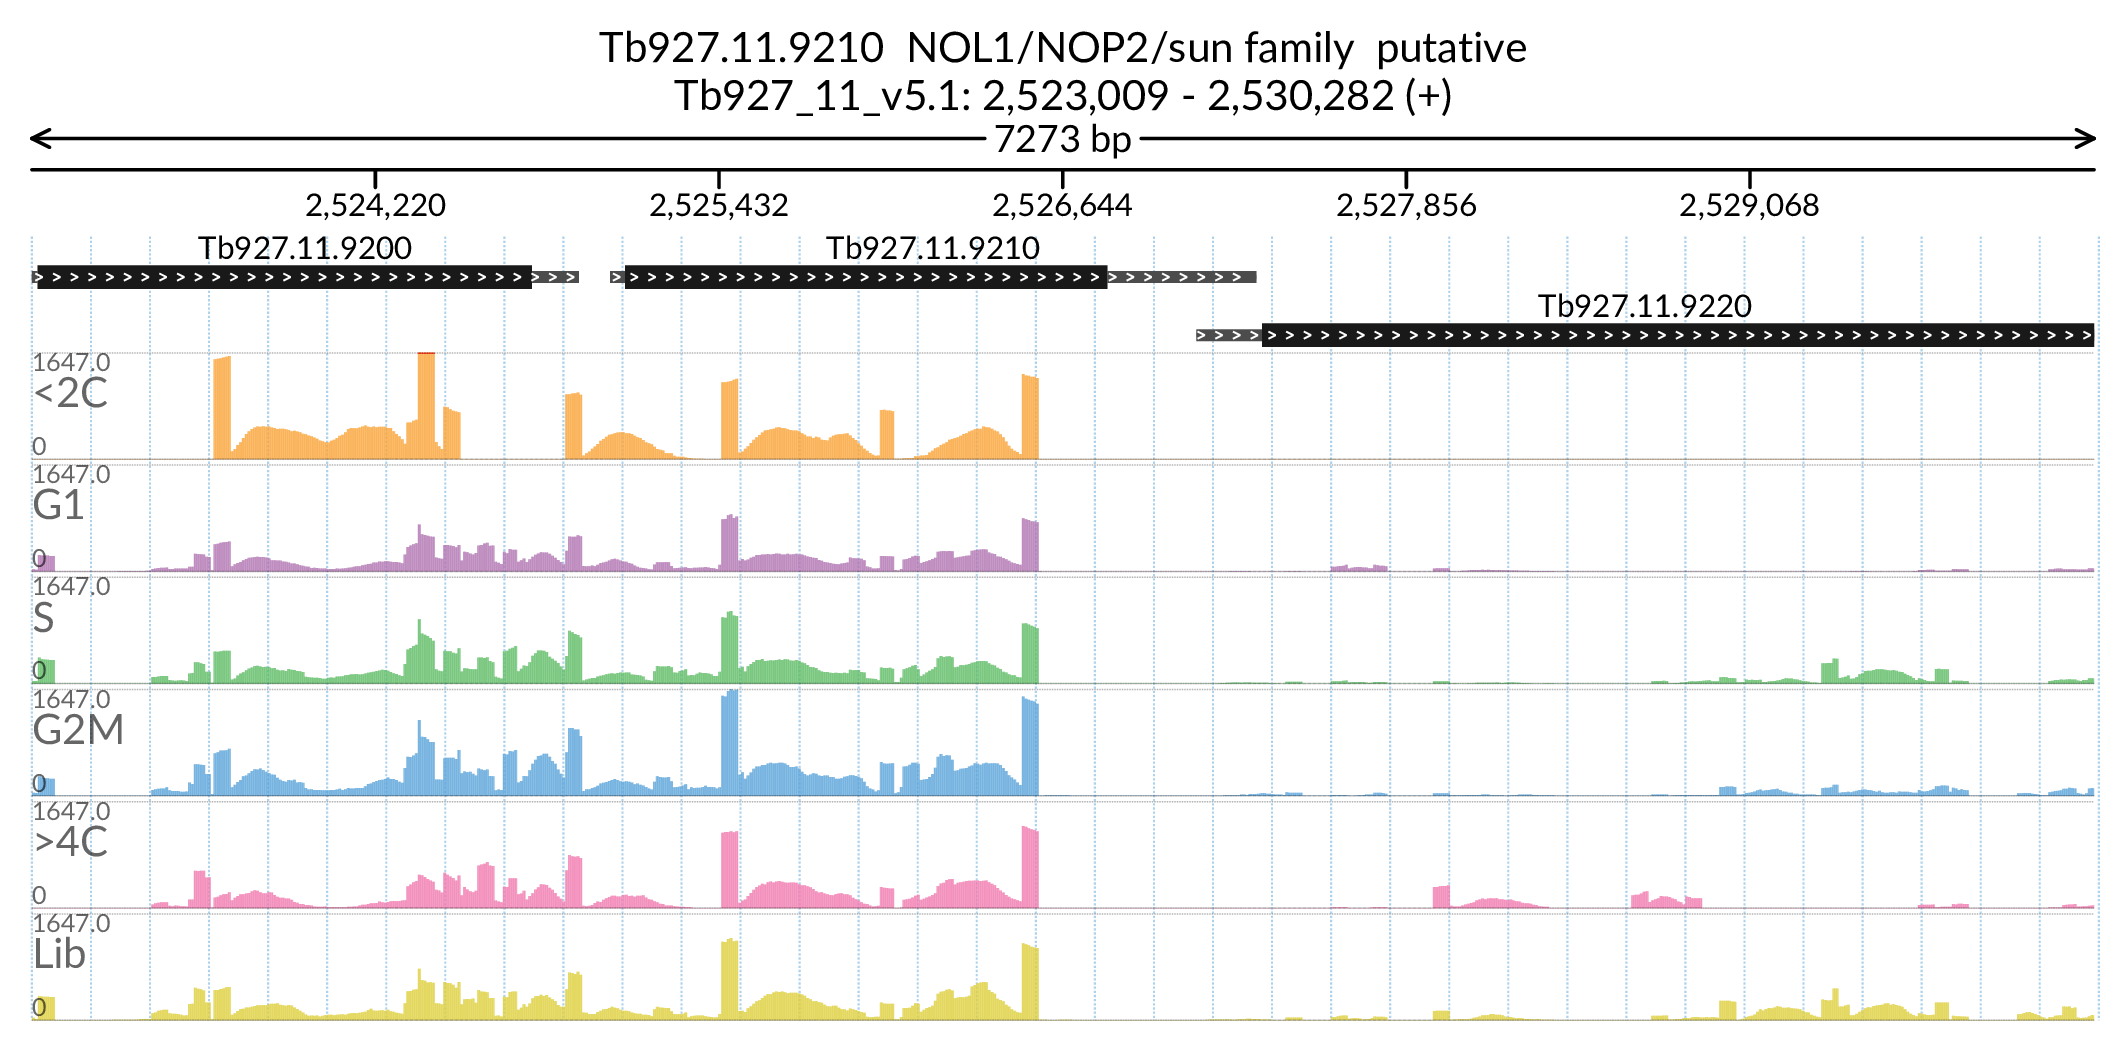 Tb927.11.9210 NOL1/NOP2/sun family putative
Tb927_11_v5.1: 2,523,009 - 2,530,282 (+)
7273 bp
2,524,220 2,525,432 2,526,644 2,527,856 2,529,068
Tb927.11.9200 Tb927.11.9210
Tb927.11.9220
1647.0
<2C
0
1647.0
G1
0
1647.0
S
0
1647.0
G2M
0
1647.0
>4C
0
1647.0
Lib
0